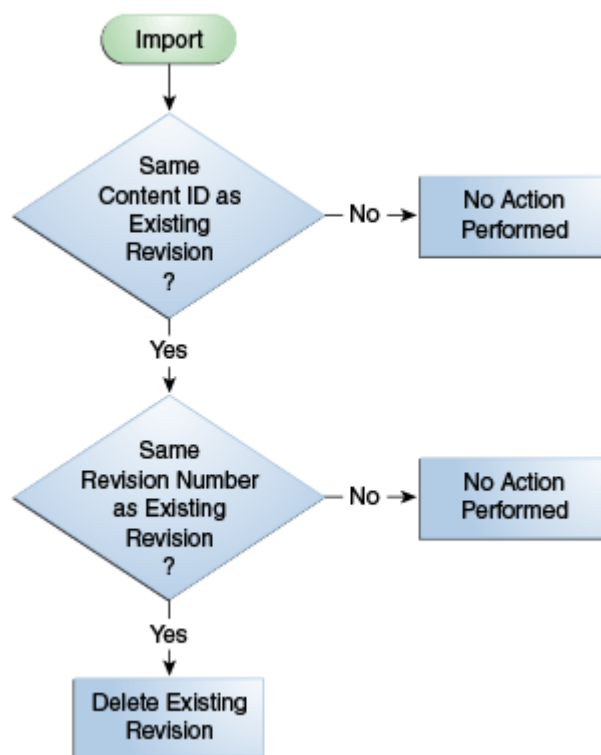 Import
Same
Content ID as
Existing
Revision
?
No
No Action
Performed
Yes
Same
Revision Number
as Existing
Revision
?
No
No Action
Performed
Yes
Delete Existing
Revision